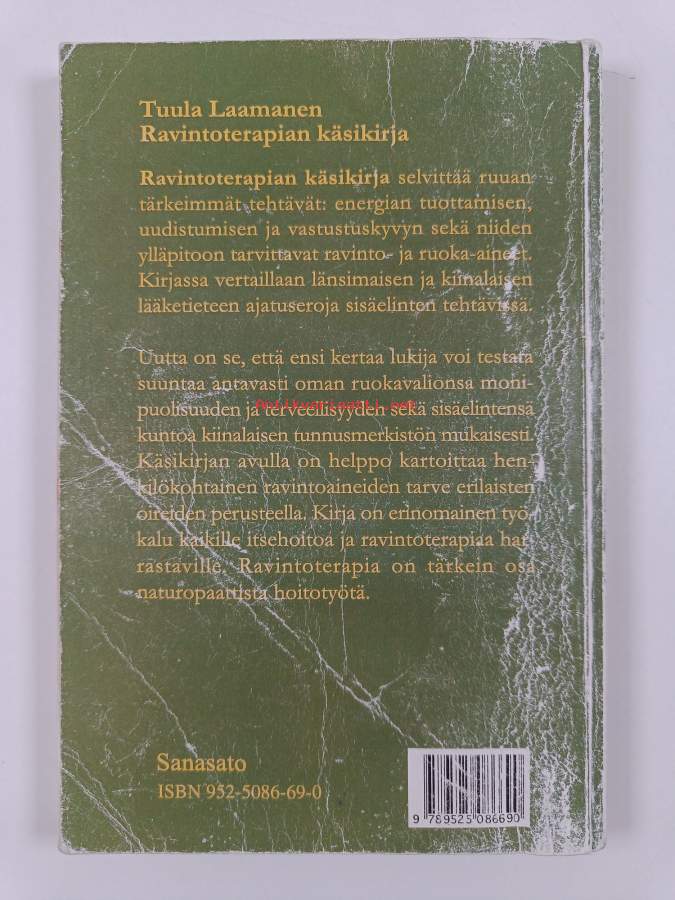 Tuula Laamanen
Ravintoterapian käsikirja
Ravintoterapian käsikirja selvittää ruuan
tärkeimmät tehtävät: energian tuottamisen,
uudistumisen ja vastustuskyvyn sekä niiden
ylläpitoon tarvittavat ravinto- ja ruoka-aineet.
Kirjassa vertaillaan länsimaisen ja kiinalaisen
lääketieteen ajatuseroja sisäelinten tehtävissä.
Uutta on se, että ensi kertaa lukija voi testata
suuntaa antavasti oman ruokavalionsa moni-
puolisuuden ja terveellisyyden sekä sisäelintensä
kuntoa kiinalaisen tunnusmerkistön mukaisesti.
Käsikirjan avulla on helppo kartoittaa hen-
kilökohtainen ravintoaineiden tarve erilaisten
oireiden perusteella. Kirja on erinomainen työ-
kalu kaikille itsehoitoa ja ravintoterapiaa har-
rastaville. Ravintoterapia on tärkein osa
naturopaattista hoitotyötä.
Sanasato
ISBN 952-5086-69-0
9 789525 086690